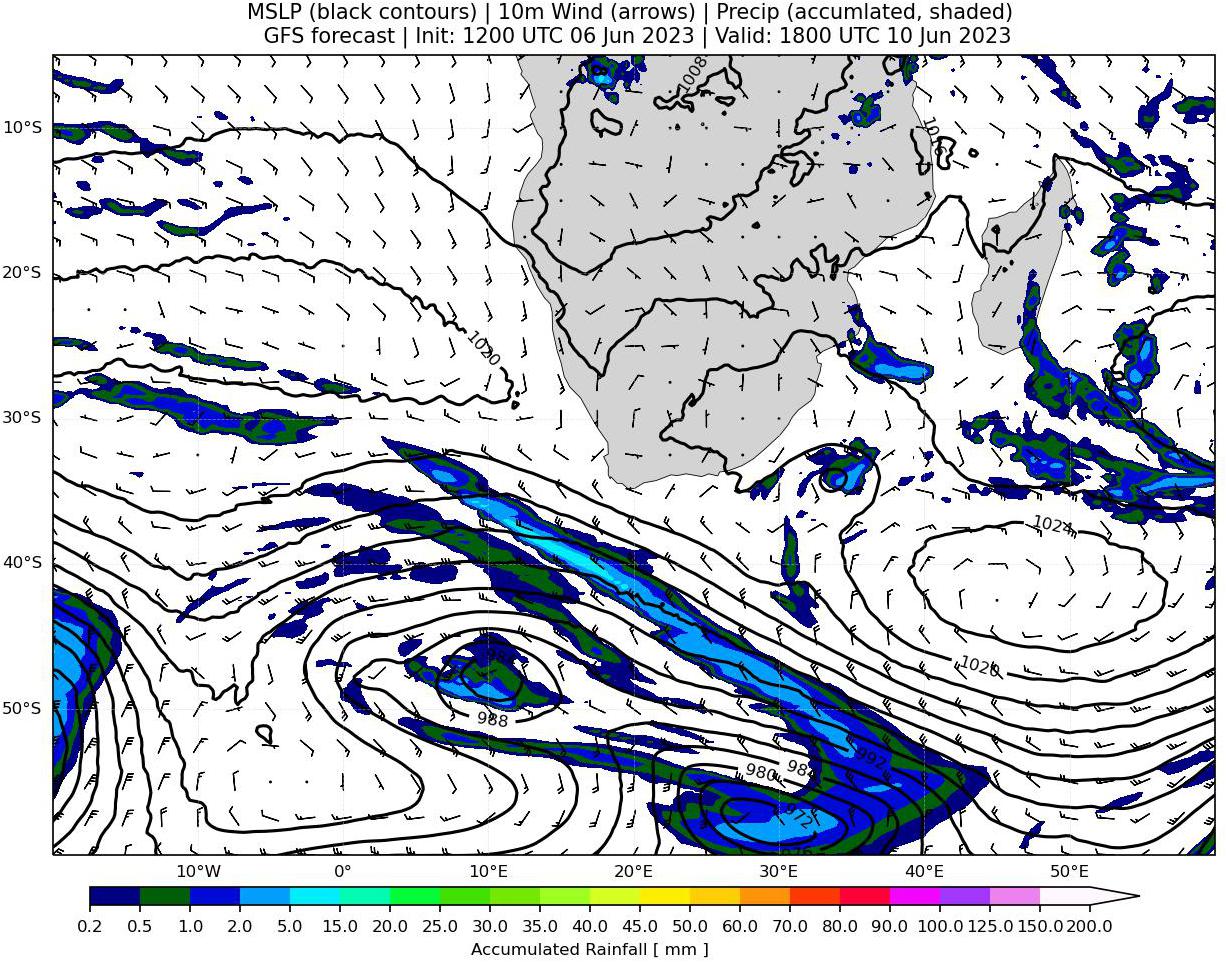 MSLP (black contours) | 10m Wind (arrows) | Precip (accumlated, shaded)
GFS forecast | Init: 1200 UTC 06 Jun 2023 | Valid: 1800 UTC 10 Jun 2023
1008
10°S
20°S
1020
30°S
1024
40°S
1020
50°S
988
992
980
984
972
10°W 0° 10°E 20°E 30°E 40°E 50°E
0.2 0.5 1.0 2.0 5.0 10.0 15.0 20.0 25.0 30.0 35.0 40.0 45.0 50.0 60.0 70.0 80.0 90.0 100.0 125.0 150.0 200.0
Accumulated Rainfall [ mm ]